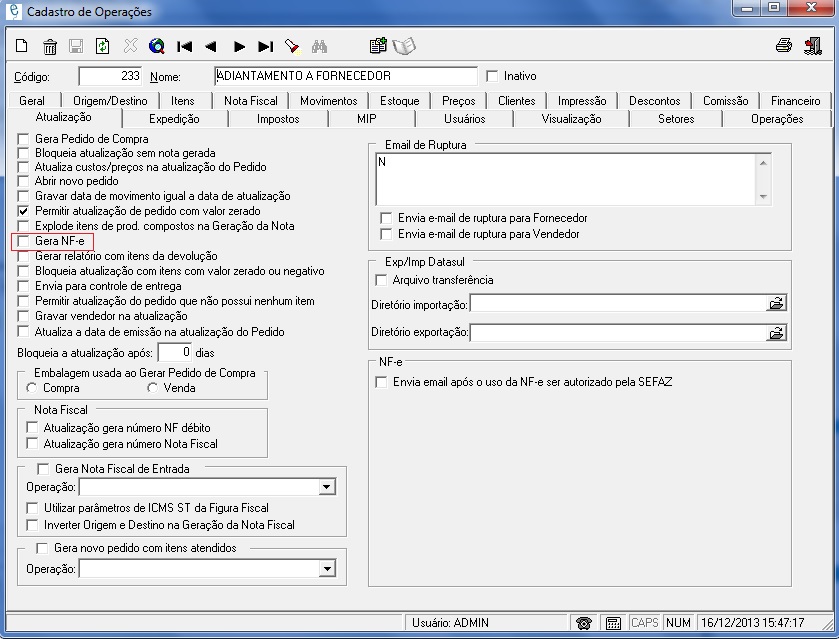 Cadastro de Operações
Código: 233 Nome: ADIANTAMENTO A FORNECEDOR Inativo
Geral Origem/Destino Itens Nota Fiscal Movimentos Estoque Preços Clientes Impressão Descontos Comissão Financeiro
Atualização Expedição Impostos MIP Usuários Visualização Setores Operações
Gera Pedido de Compra
Bloqueia atualização sem nota gerada
Atualiza custos/preços na atualização do Pedido
Abrir novo pedido
Gravar data de movimento igual a data de atualização
Permitir atualização de pedido com valor zerado
Explode itens de prod. compostos na Geração da Nota
Gera NF-e
Gerar relatório com itens da devolução
Bloqueia atualização com itens com valor zerado ou negativo
Envia para controle de entrega
Permitir atualização do pedido que não possui nenhum item
Gravar vendedor na atualização
Atualiza a data de emissão na atualização do Pedido
Bloqueia a atualização após: 0 dias
Embalagem usada ao Gerar Pedido de Compra
Compra Venda
Nota Fiscal
Atualização gera número NF débito
Atualização gera número Nota Fiscal
Gera Nota Fiscal de Entrada
Operação:
Utilizar parâmetros de ICMS ST da Figura Fiscal
Inverter Origem e Destino na Geração da Nota Fiscal
Gera novo pedido com itens atendidos
Operação:
Email de Ruptura
N
Envia e-mail de ruptura para Fornecedor
Envia e-mail de ruptura para Vendedor
Exp/Imp Datasul
Arquivo transferência
Diretório importação:
Diretório exportação:
NF-e
Envia email após o uso da NF-e ser autorizado pela SEFAZ
Usuário: ADMIN CAPS NUM 16/12/2013 15:47:17